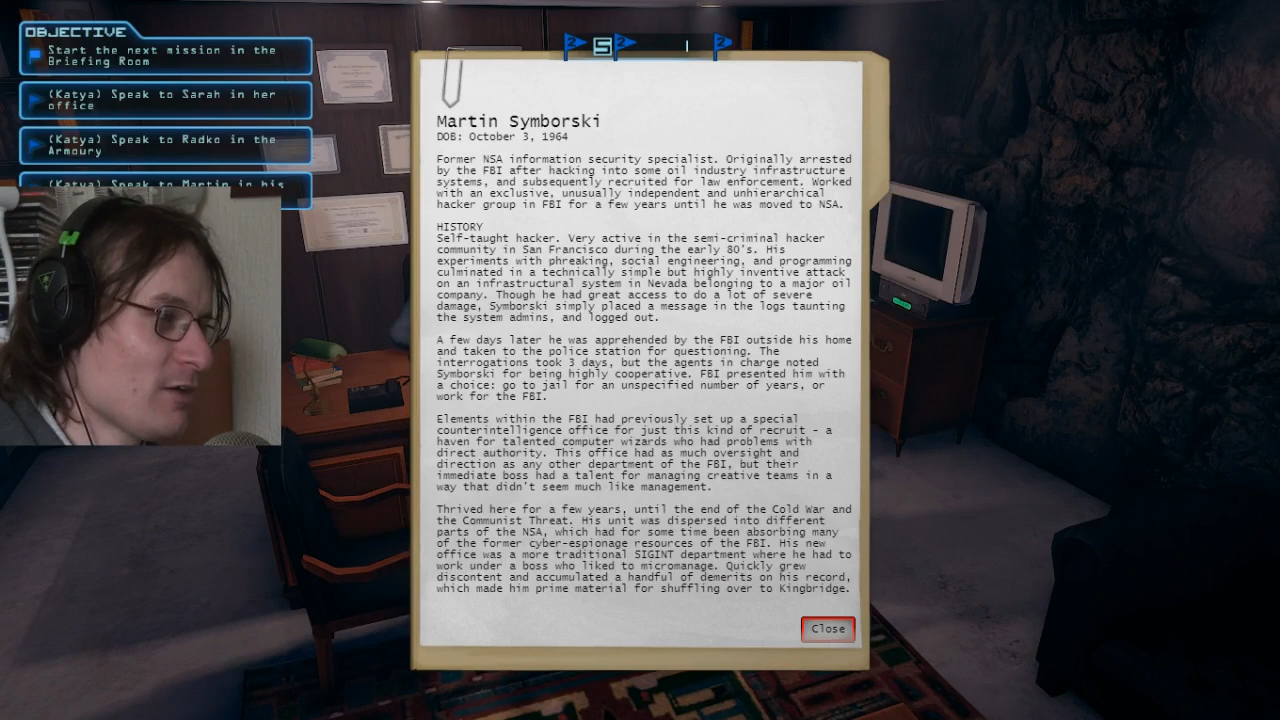 OBJECTIVE
Start the next mission in the
Briefing Room
(Katya) Speak to Sarah in her
office
(Katya) Speak to Radko in the
Armoury
(Katya) Speak to Martin in his
2
S
2
2
Martin Symborski
DOB: October 3, 1964
Former NSA information security specialist. Originally arrested
by the FBI after hacking into some oil industry infrastructure
systems, and subsequently recruited for law enforcement. Worked
with an exclusive, unusually independent and unhierarchical
hacker group in FBI for a few years until he was moved to NSA.
HISTORY
Self-taught hacker. Very active in the semi-criminal hacker
community in San Francisco during the early 80's. His
experiments with phreaking, social engineering, and programming
culminated in a technically simple but highly inventive attack
on an infrastructural system in Nevada belonging to a major oil
company. Though he had great access to do a lot of severe
damage, Symborski simply placed a message in the logs taunting
the system admins, and logged out.
A few days later he was apprehended by the FBI outside his home
and taken to the police station for questioning. The
interrogations took 3 days, but the agents in charge noted
Symborski for being highly cooperative. FBI presented him with
a choice: go to jail for an unspecified number of years, or
work for the FBI.
Elements within the FBI had previously set up a special
counterintelligence office for just this kind of recruit - a
haven for talented computer wizards who had problems with
direct authority. This office had as much oversight and
direction as any other department of the FBI, but their
immediate boss had a talent for managing creative teams in a
way that didn't seem much like management.
Thrived here for a few years, until the end of the Cold War and
the Communist Threat. His unit was dispersed into different
parts of the NSA, which had for some time been absorbing many
of the former cyber-espionage resources of the FBI. His new
office was a more traditional SIGINT department where he had to
work under a boss who liked to micromanage. Quickly grew
discontent and accumulated a handful of demerits on his record,
which made him prime material for shuffling over to Kingbridge.
Close